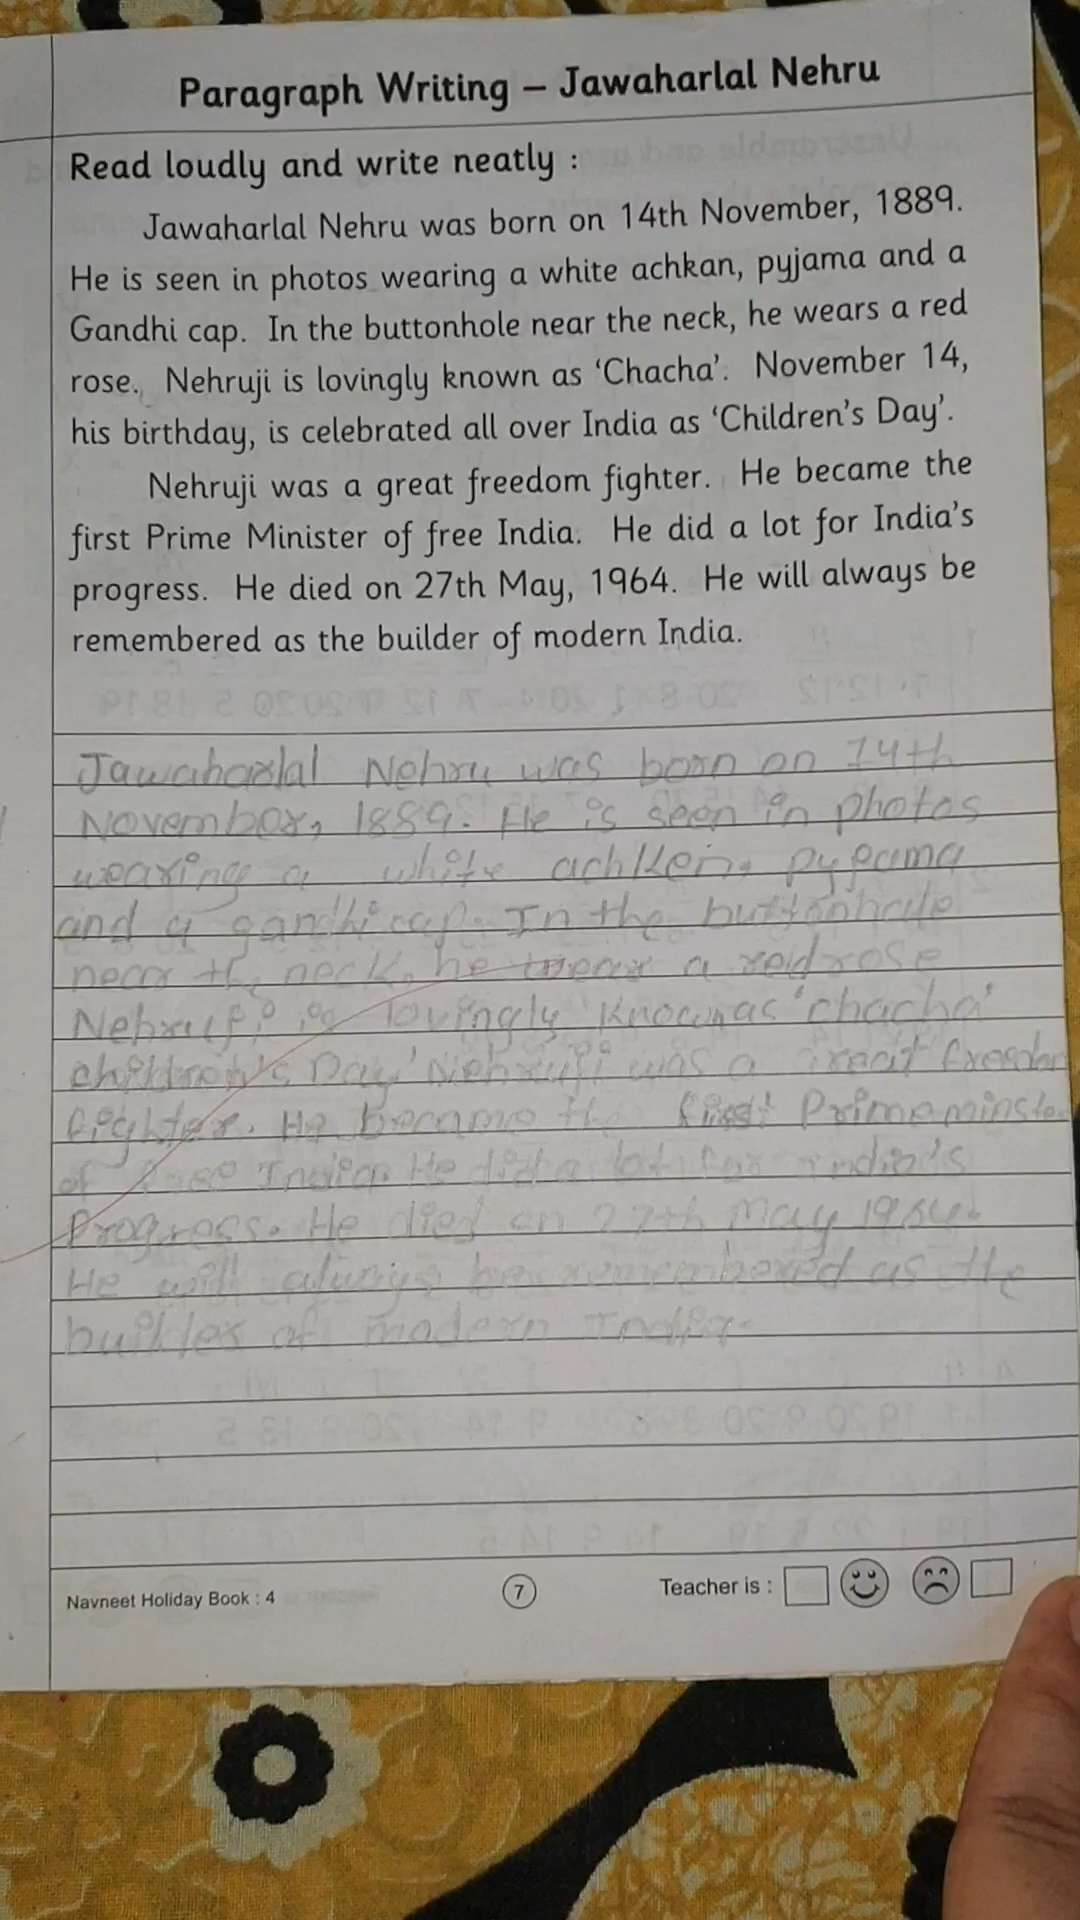 Paragraph Writing – Jawaharlal Nehru
Read loudly and write neatly :
Jawaharlal Nehru was born on 14th November, 1889.
He is seen in photos wearing a white achkan, pyjama and a
Gandhi cap. In the buttonhole near the neck, he wears a red
rose. Nehruji is lovingly known as ‘Chacha’. November 14,
his birthday, is celebrated all over India as ‘Children’s Day’.
Nehruji was a great freedom fighter. He became the
first Prime Minister of free India. He did a lot for India’s
progress. He died on 27th May, 1964. He will always be
remembered as the builder of modern India.
Jawaharlal Nehru was born on 14th
November, 1889. He is seen in photos
wearing a white pyjama
and a gandhi cap. In the
near the neck, he a red rose
Nehruji is lovingly known as 'chacha'
Day' Nehruji was a great freedom
fighter. He became the first Prime
of free India. He did a lot for India's
Progress. He died on 27th May
He will be remembered as the
of modern India.
Navneet Holiday Book : 4
7
Teacher is :